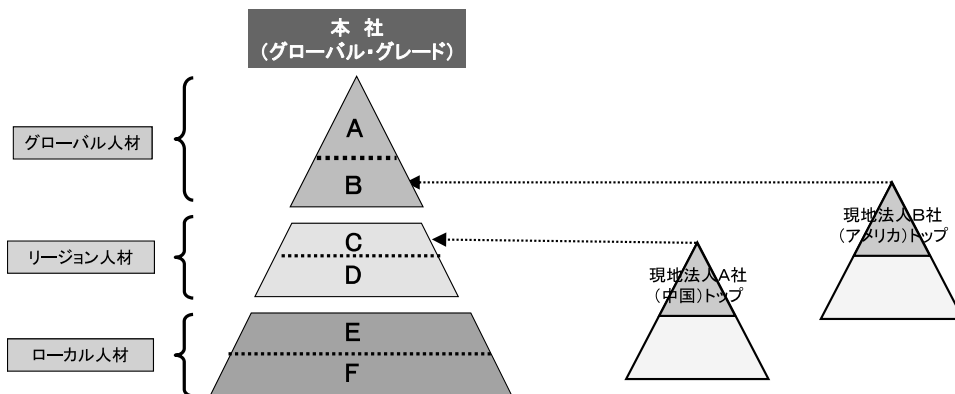 本 社
(グローバル・グレード)
グローバル人材
A
B
リージョン人材
C
D
ローカル人材
E
F
現地法人A社
(中国)トップ
現地法人B社
(アメリカ)トップ